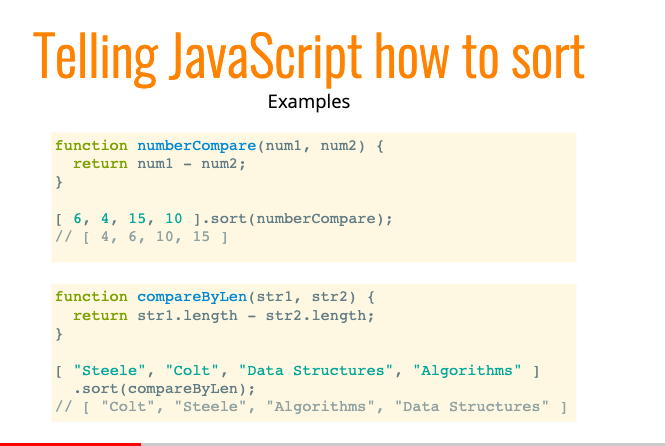 Telling JavaScript how to sort
Examples
function numberCompare(num1, num2) {
  return num1 - num2;
}
[ 6, 4, 15, 10 ].sort(numberCompare);
// [ 4, 6, 10, 15 ]
function compareByLen(str1, str2) {
  return str1.length - str2.length;
}
[ "Steele", "Colt", "Data Structures", "Algorithms" ]
  .sort(compareByLen);
// [ "Colt", "Steele", "Algorithms", "Data Structures" ]